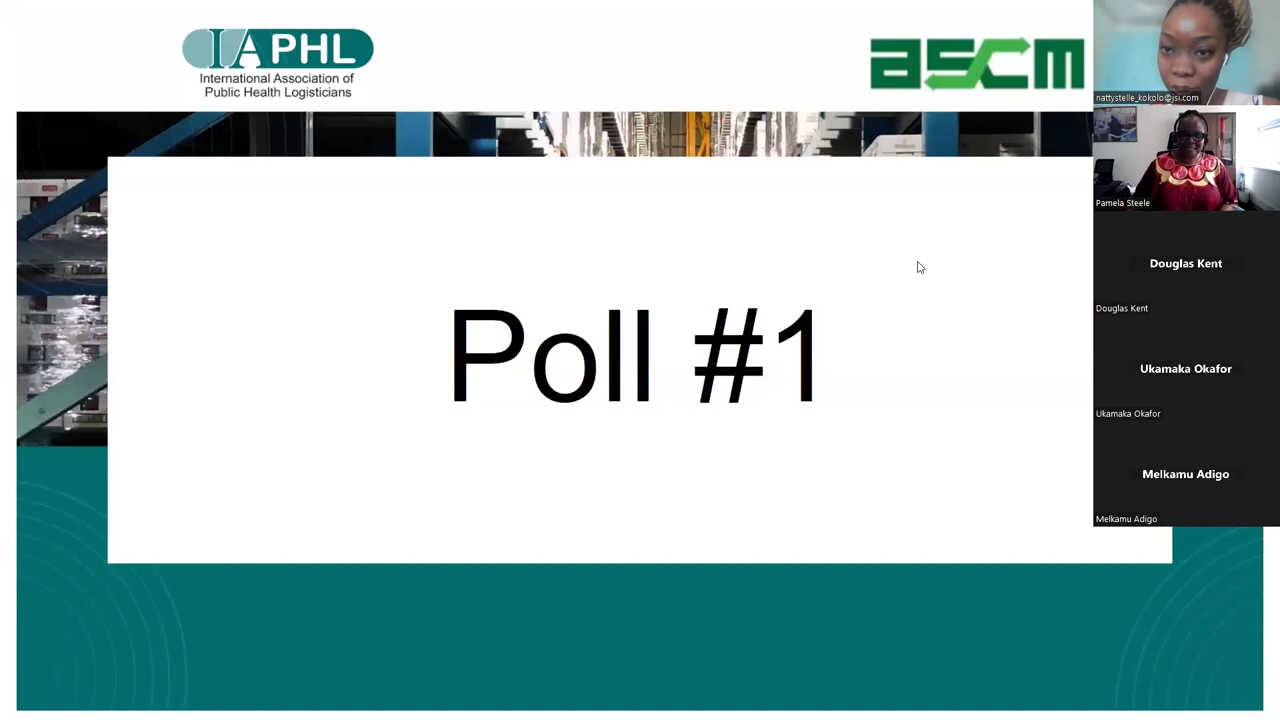 IAPHL
International Association of
Public Health Logisticians
ascm
Poll #1
nattystelle_kokolo@jsi.com
Pamela Steele
Douglas Kent
Douglas Kent
Ukamaka Okafor
Ukamaka Okafor
Melkamu Adigo
Melkamu Adigo